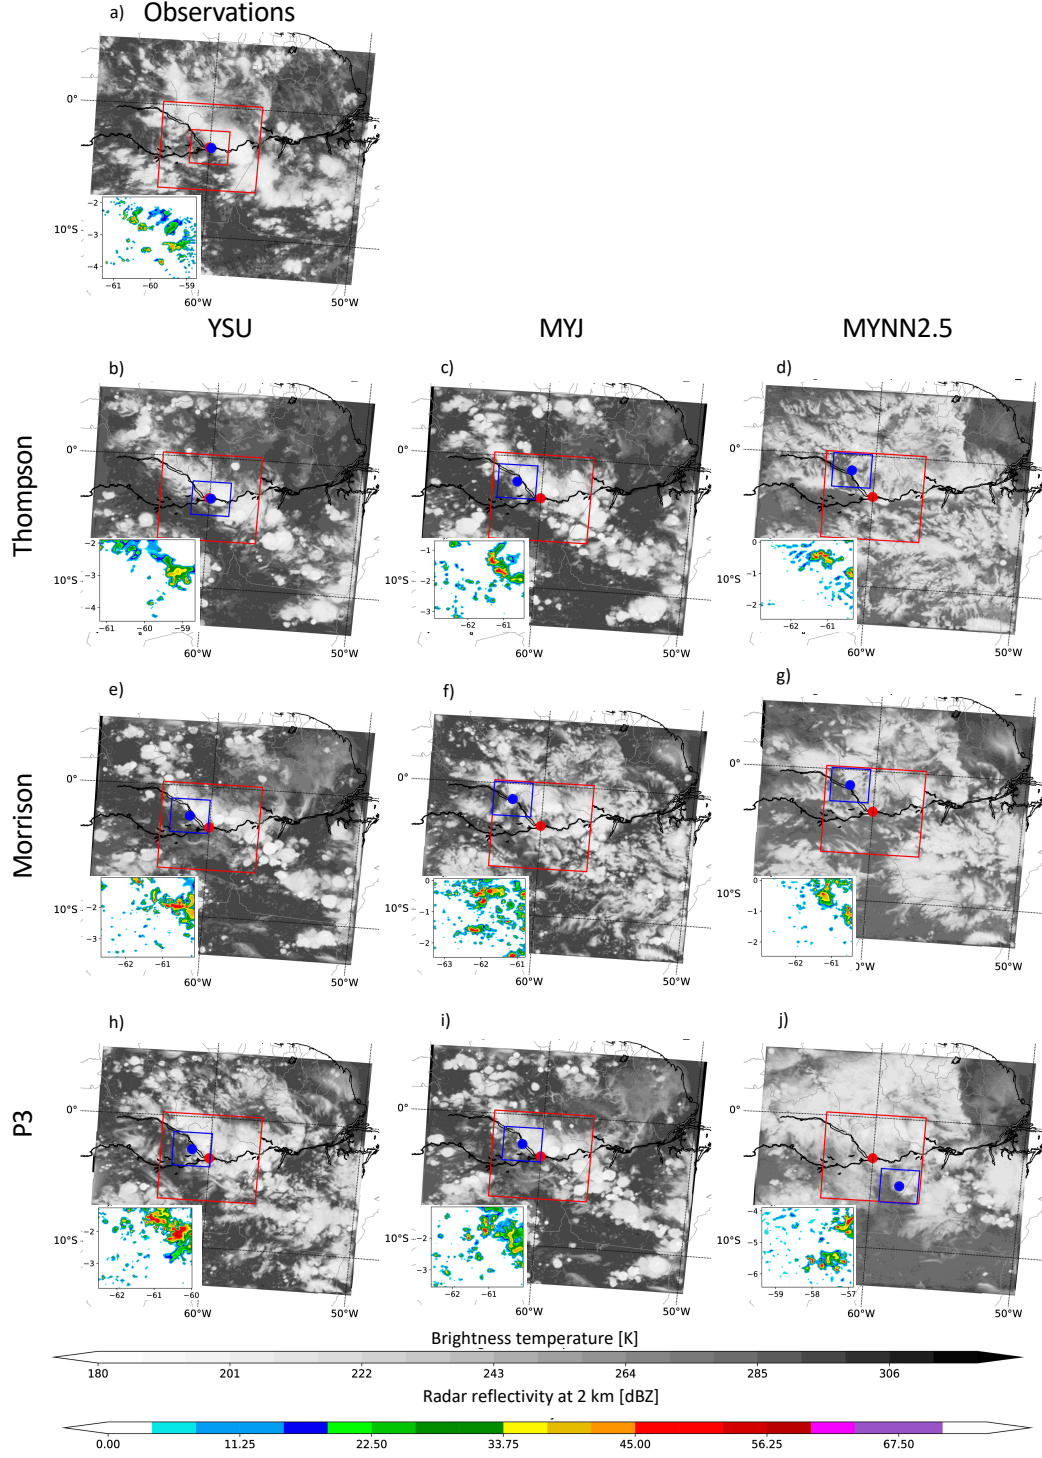 a) Observations
0°
10°S
−2
−3
−4
−61 −60 −59
60°W 50°W
YSU MYJ MYNN2.5
Thompson
b) c) d)
0° 0° 0°
10°S 10°S 10°S
−2 −1 0
−3 −2 −1
−4 −3 −2
−61 −60 −59 −62 −61 −62 −61
60°W 50°W 60°W 50°W 60°W 50°W
Morrison
e) f) g)
0° 0° 0°
10°S 10°S 10°S
−2 0 0
−3 −1 −1
−2 −2
−62 −61 −63 −62 −61 −62 −61
60°W 50°W 60°W 50°W 50°W
P3
h) i) j)
0° 0° 0°
10°S 10°S 10°S
−2 −2 −4
−3 −3 −5
−6
−62 −61 −60 −62 −61 −59 −58 −57
60°W 50°W 60°W 50°W 60°W 50°W
Brightness temperature [K]
180 201 222 243 264 285 306
Radar reflectivity at 2 km [dBZ]
0.00 11.25 22.50 33.75 45.00 56.25 67.50